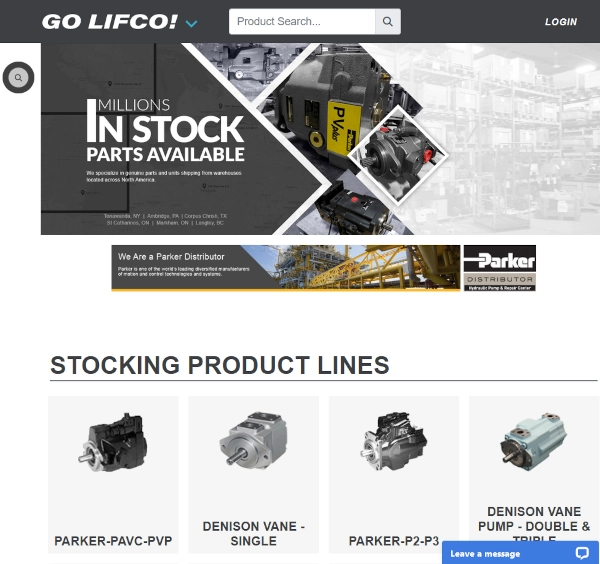 GO LIFCO!
Product Search...
LOGIN
MILLIONS
IN STOCK
PARTS AVAILABLE
We specialize in genuine parts and units shipping from warehouses
located across North America.
Tonawanda, NY | Ambridge, PA | Corpus Christi, TX
St Catharines, ON | Markham, ON | Langley, BC
PVplus
Parker
We Are a Parker Distributor
Parker is one of the world's leading diversified manufacturers
of motion and control technologies and systems.
Parker
DISTRIBUTOR
Hydraulic Pump & Repair Center
STOCKING PRODUCT LINES
PARKER-PAVC-PVP
DENISON VANE -
SINGLE
PARKER-P2-P3
DENISON VANE
PUMP - DOUBLE &
TRIPLE
Leave a message